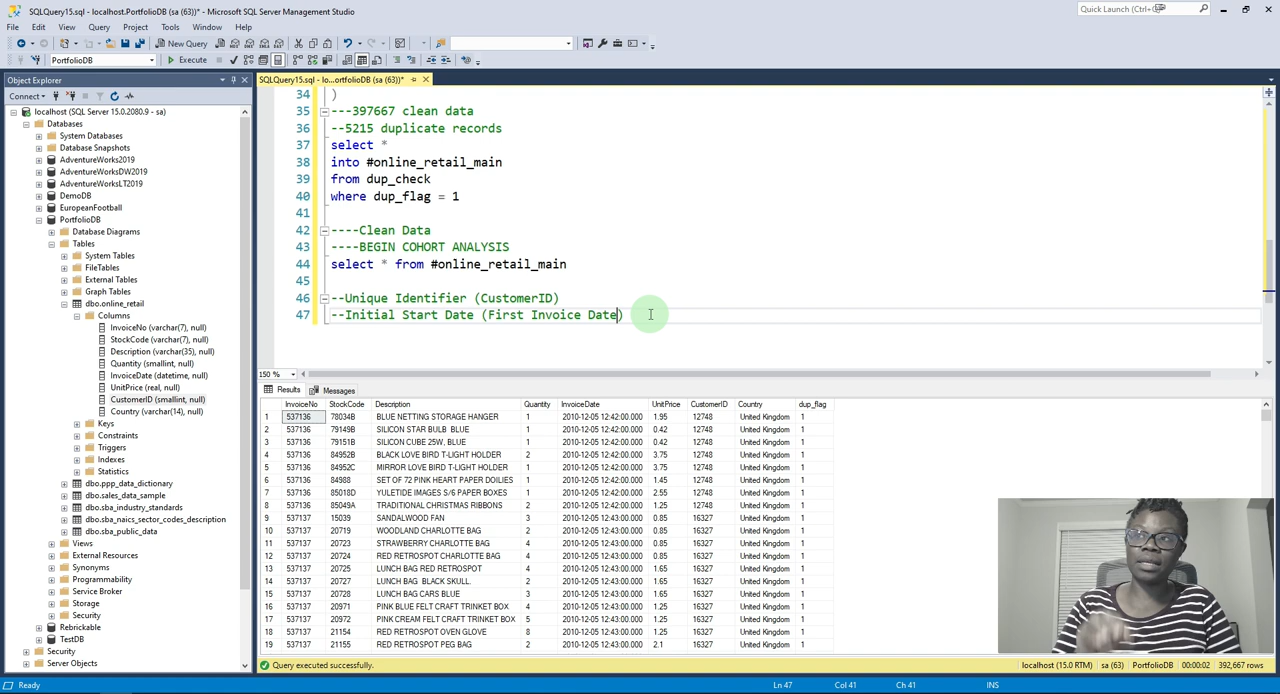 SQLQuery15.sql - localhost.PortfolioDB (sa (63))* - Microsoft SQL Server Management Studio
Quick Launch (Ctrl+Q)
File Edit View Query Project Tools Window Help
New Query
PortfolioDB Execute
Object Explorer
SQLQuery15.sql - lo...ortfolioDB (sa (63))*
Connect
localhost (SQL Server 15.0.2080.9 - sa)
Databases
System Databases
Database Snapshots
AdventureWorks2019
AdventureWorksDW2019
AdventureWorksLT2019
DemoDB
EuropeanFootball
PortfolioDB
Database Diagrams
Tables
System Tables
FileTables
External Tables
Graph Tables
dbo.online_retail
Columns
InvoiceNo (varchar(7), null)
StockCode (varchar(7), null)
Description (varchar(35), null)
Quantity (smallint, null)
InvoiceDate (datetime, null)
UnitPrice (real, null)
CustomerID (smallint, null)
Country (varchar(14), null)
Keys
Constraints
Triggers
Indexes
Statistics
dbo.ppp_data_dictionary
dbo.sales_data_sample
dbo.sba_industry_standards
dbo.sba_naics_sector_codes_description
dbo.sba_public_data
Views
External Resources
Synonyms
Programmability
Service Broker
Storage
Security
Rebrickable
TestDB
Security
Server Objects
34 )
35 ---397667 clean data
36 --5215 duplicate records
37 select *
38 into #online_retail_main
39 from dup_check
40 where dup_flag = 1
41
42 ----Clean Data
43 ----BEGIN COHORT ANALYSIS
44 select * from #online_retail_main
45
46 --Unique Identifier (CustomerID)
47 --Initial Start Date (First Invoice Date)
150 %
Results Messages
InvoiceNo StockCode Description Quantity InvoiceDate UnitPrice CustomerID Country dup_flag
1 537136 78034B BLUE NETTING STORAGE HANGER 1 2010-12-05 12:42:00.000 1.95 12748 United Kingdom 1
2 537136 79149B SILICON STAR BULB BLUE 1 2010-12-05 12:42:00.000 0.42 12748 United Kingdom 1
3 537136 79151B SILICON CUBE 25W, BLUE 1 2010-12-05 12:42:00.000 0.42 12748 United Kingdom 1
4 537136 84952B BLACK LOVE BIRD T-LIGHT HOLDER 2 2010-12-05 12:42:00.000 3.75 12748 United Kingdom 1
5 537136 84952C MIRROR LOVE BIRD T-LIGHT HOLDER 1 2010-12-05 12:42:00.000 3.75 12748 United Kingdom 1
6 537136 84988 SET OF 72 PINK HEART PAPER DOILIES 1 2010-12-05 12:42:00.000 1.45 12748 United Kingdom 1
7 537136 85018D YULETIDE IMAGES S/6 PAPER BOXES 1 2010-12-05 12:42:00.000 2.55 12748 United Kingdom 1
8 537136 85049A TRADITIONAL CHRISTMAS RIBBONS 2 2010-12-05 12:42:00.000 1.25 12748 United Kingdom 1
9 537137 15039 SANDALWOOD FAN 3 2010-12-05 12:43:00.000 0.85 16327 United Kingdom 1
10 537137 20719 WOODLAND CHARLOTTE BAG 2 2010-12-05 12:43:00.000 0.85 16327 United Kingdom 1
11 537137 20723 STRAWBERRY CHARLOTTE BAG 4 2010-12-05 12:43:00.000 0.85 16327 United Kingdom 1
12 537137 20724 RED RETROSPOT CHARLOTTE BAG 4 2010-12-05 12:43:00.000 0.85 16327 United Kingdom 1
13 537137 20725 LUNCH BAG RED RETROSPOT 4 2010-12-05 12:43:00.000 1.65 16327 United Kingdom 1
14 537137 20727 LUNCH BAG BLACK SKULL. 2 2010-12-05 12:43:00.000 1.65 16327 United Kingdom 1
15 537137 20728 LUNCH BAG CARS BLUE 3 2010-12-05 12:43:00.000 1.65 16327 United Kingdom 1
16 537137 20971 PINK BLUE FELT CRAFT TRINKET BOX 4 2010-12-05 12:43:00.000 1.25 16327 United Kingdom 1
17 537137 20972 PINK CREAM FELT CRAFT TRINKET BOX 5 2010-12-05 12:43:00.000 1.25 16327 United Kingdom 1
18 537137 21154 RED RETROSPOT OVEN GLOVE 8 2010-12-05 12:43:00.000 1.25 16327 United Kingdom 1
19 537137 21155 RED RETROSPOT PEG BAG 2 2010-12-05 12:43:00.000 2.1 16327 United Kingdom 1
Query executed successfully. localhost (15.0 RTM) sa (63) PortfolioDB 00:00:02 392,667 rows
Ready Ln 47 Col 41 Ch 41 INS